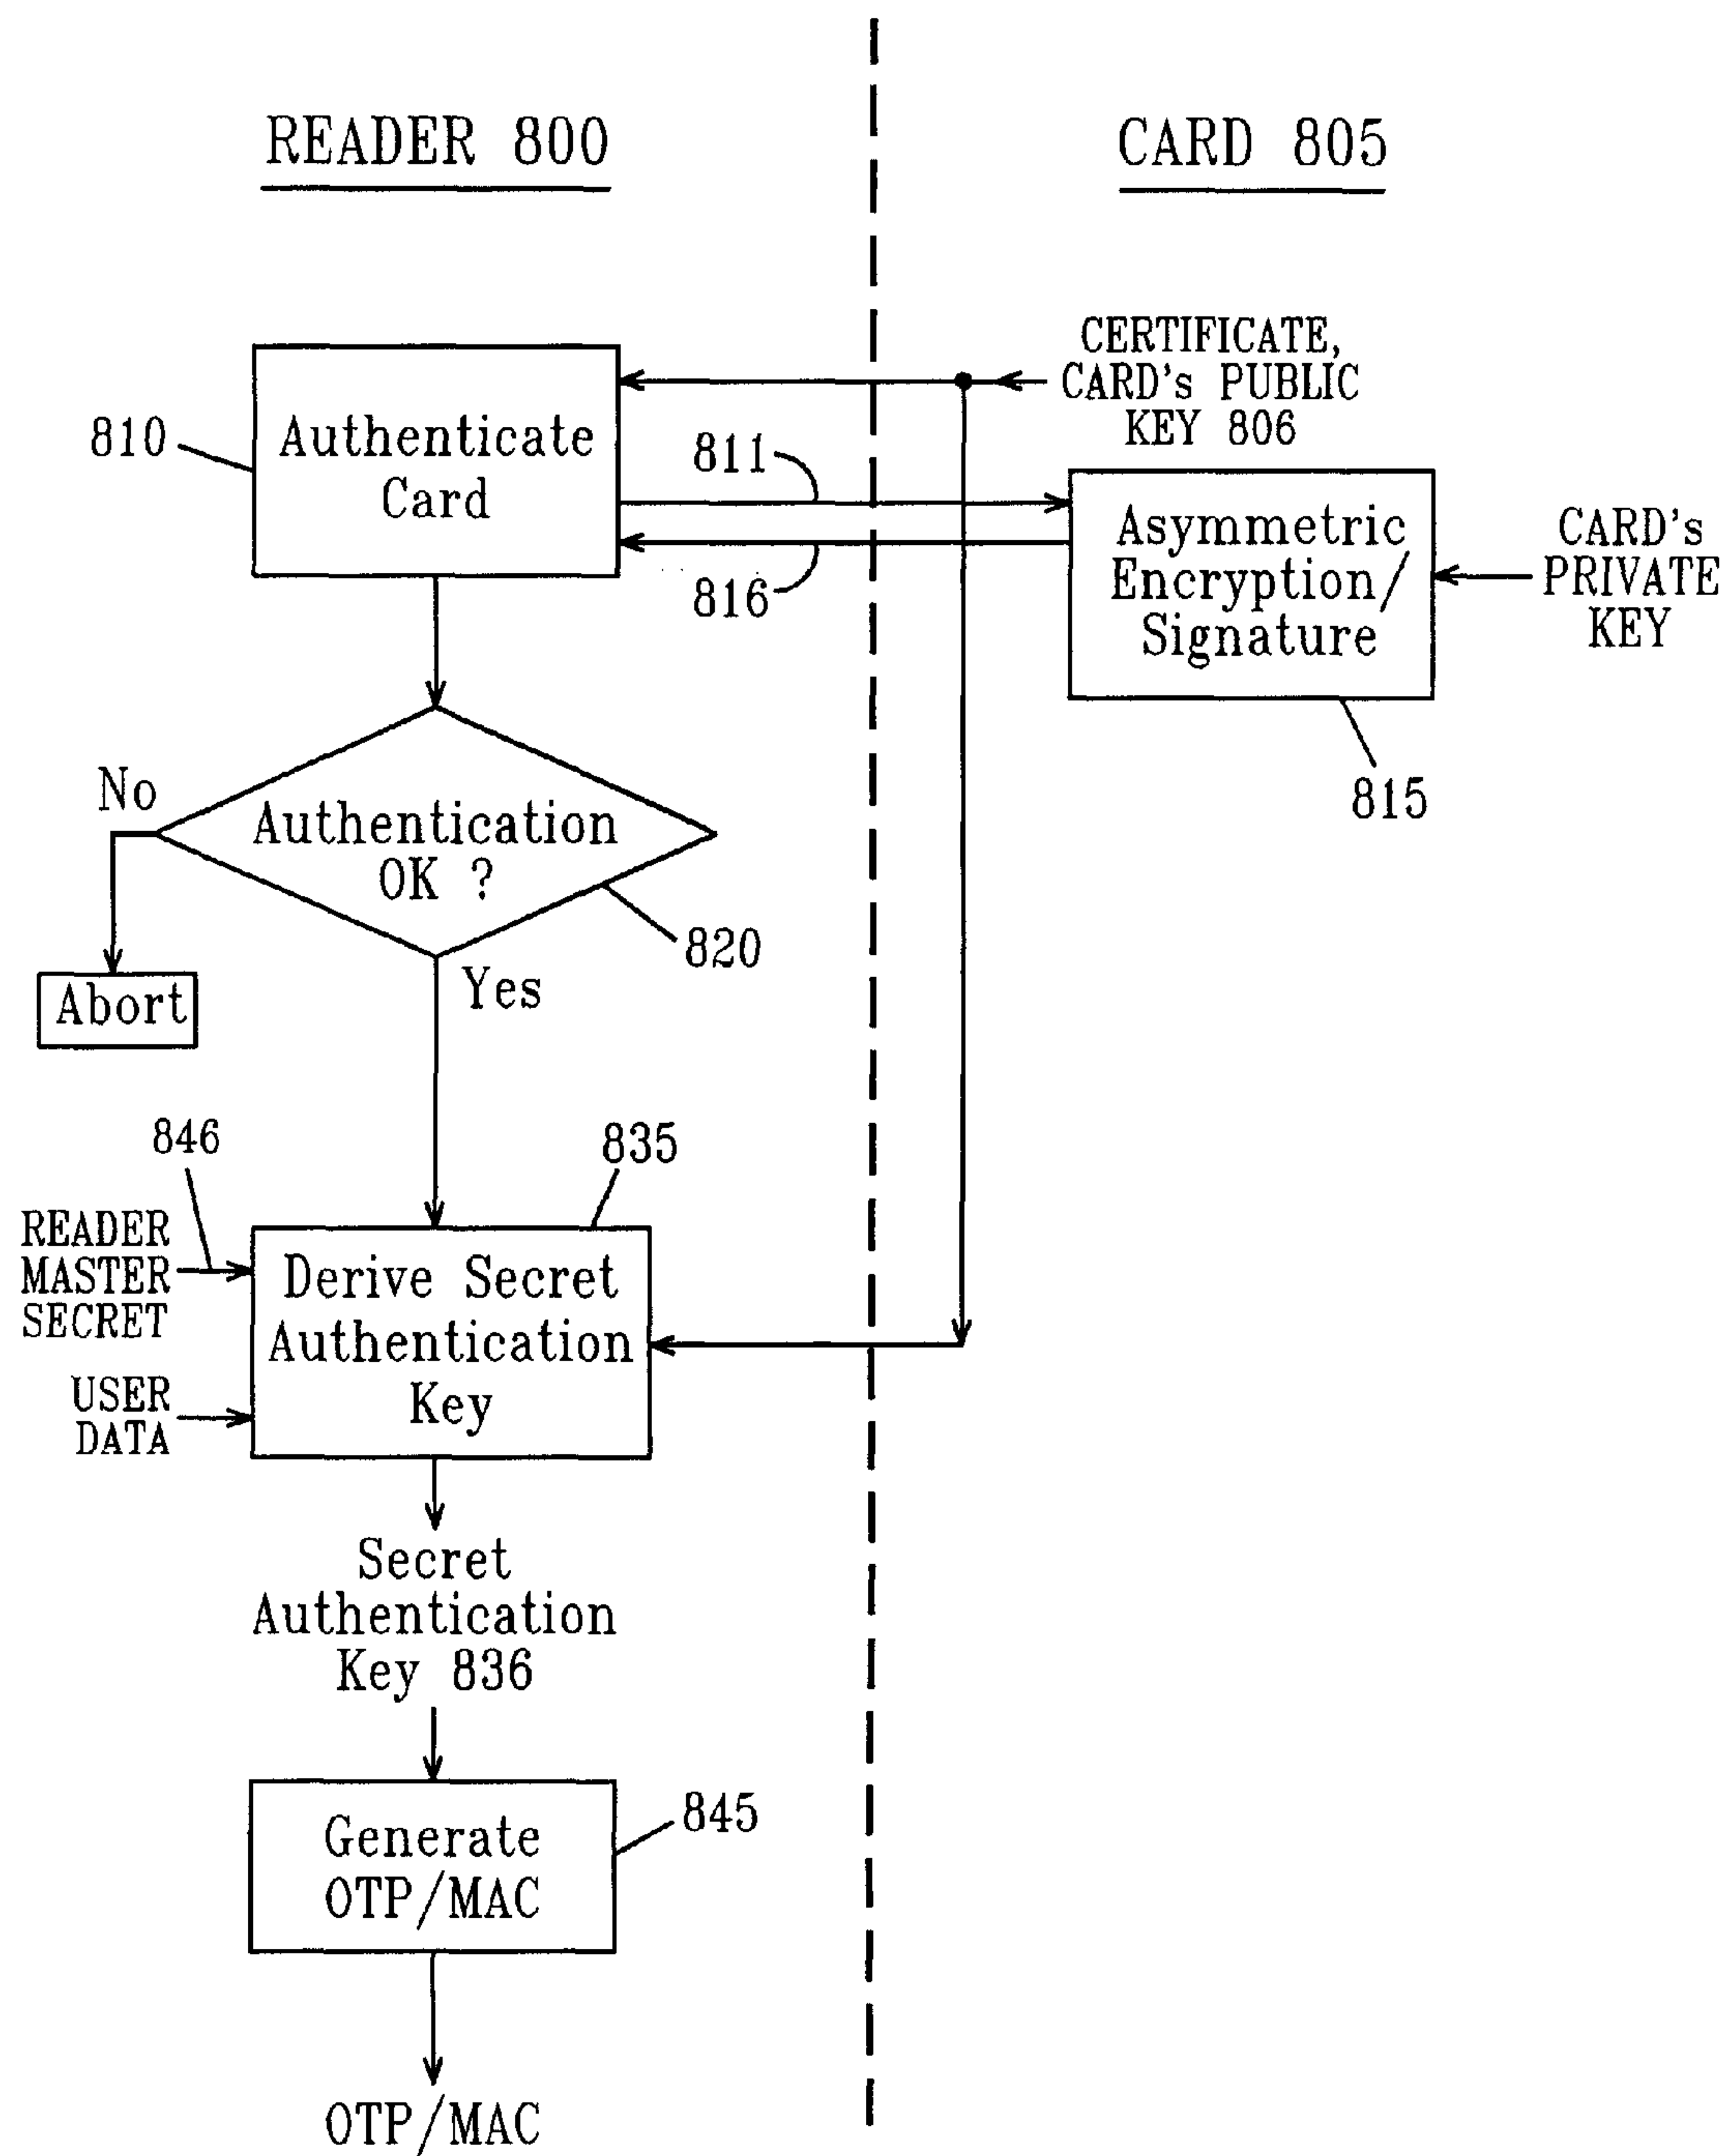 READER 800
CARD 805
CERTIFICATE,
CARD's PUBLIC
KEY 806
810
Authenticate
Card
811
816
Asymmetric
Encryption/
Signature
CARD's
PRIVATE
KEY
815
No
Authentication
OK ?
820
Abort
Yes
846
835
READER
MASTER
SECRET
Derive Secret
Authentication
Key
USER
DATA
Secret
Authentication
Key 836
Generate
OTP/MAC
845
OTP/MAC